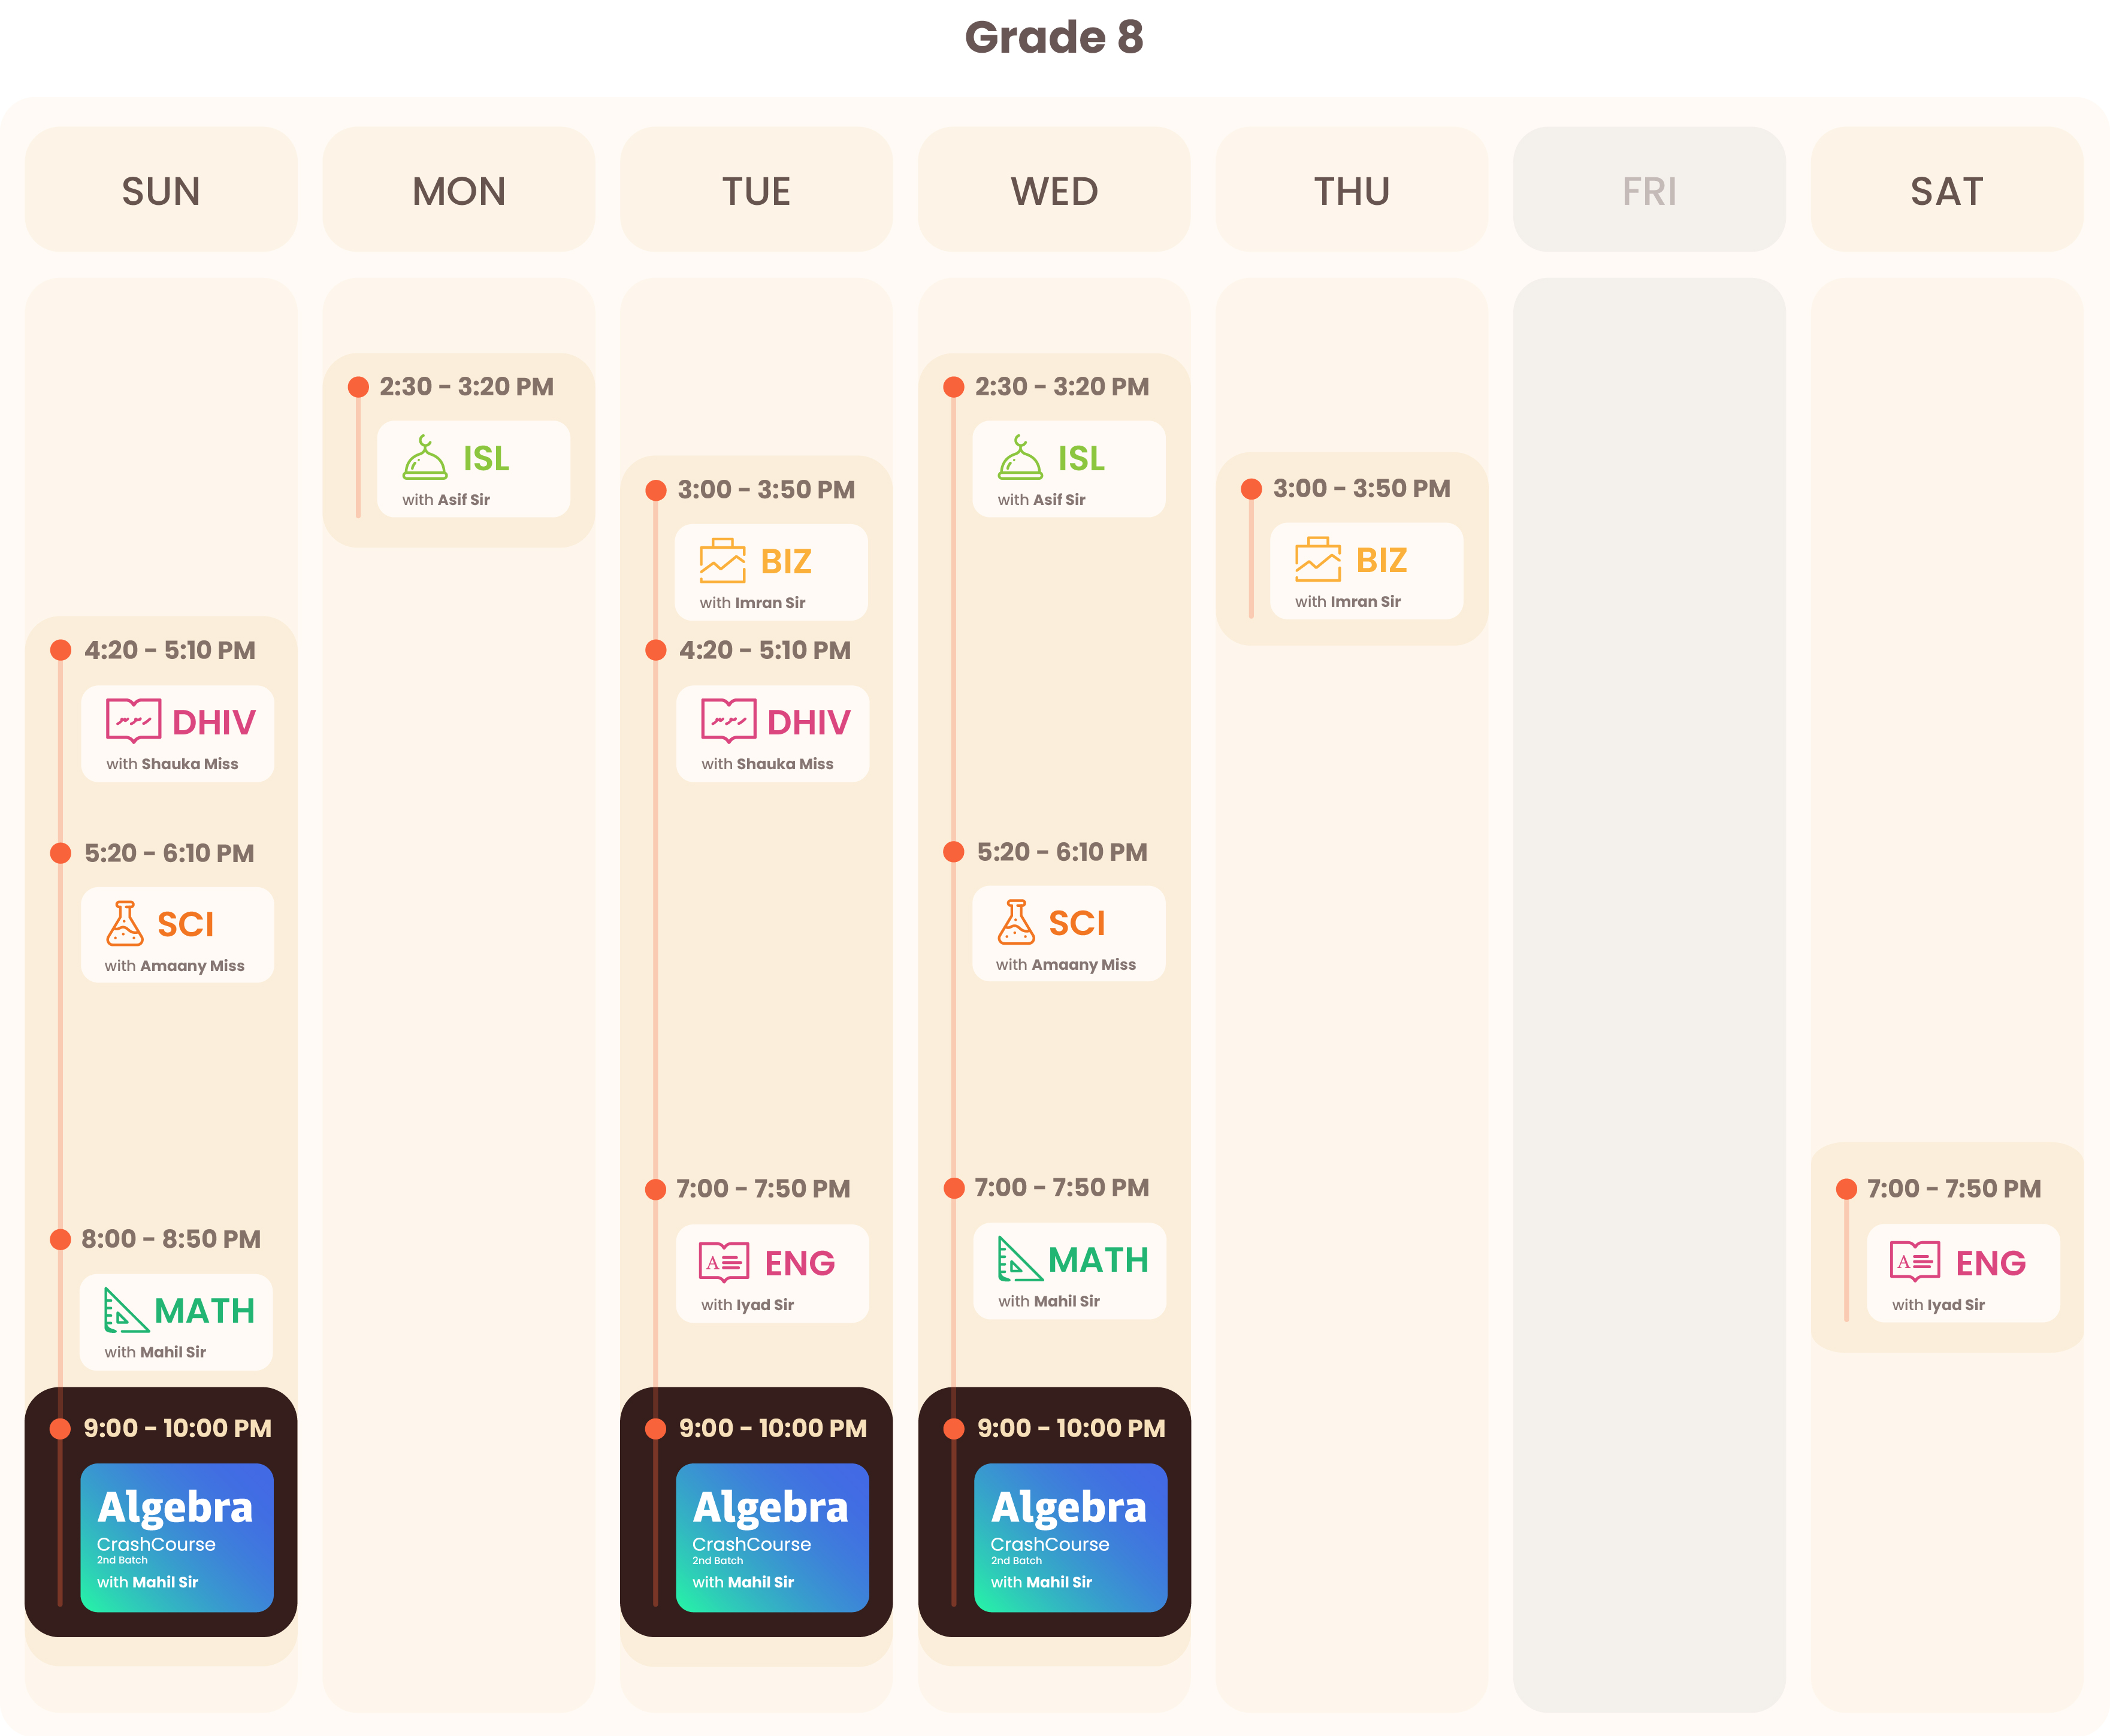 Grade 8
SUN
MON
TUE
WED
THU
FRI
SAT
4:20 - 5:10 PM
DHIV
with Shauka Miss
5:20 - 6:10 PM
SCI
with Amaany Miss
8:00 - 8:50 PM
MATH
with Mahil Sir
9:00 - 10:00 PM
Algebra
CrashCourse
2nd Batch
with Mahil Sir
2:30 - 3:20 PM
ISL
with Asif Sir
3:00 - 3:50 PM
BIZ
with Imran Sir
4:20 - 5:10 PM
DHIV
with Shauka Miss
7:00 - 7:50 PM
A
ENG
with Iyad Sir
9:00 - 10:00 PM
Algebra
CrashCourse
2nd Batch
with Mahil Sir
2:30 - 3:20 PM
ISL
with Asif Sir
5:20 - 6:10 PM
SCI
with Amaany Miss
7:00 - 7:50 PM
MATH
with Mahil Sir
9:00 - 10:00 PM
Algebra
CrashCourse
2nd Batch
with Mahil Sir
3:00 - 3:50 PM
BIZ
with Imran Sir
7:00 - 7:50 PM
A
ENG
with Iyad Sir